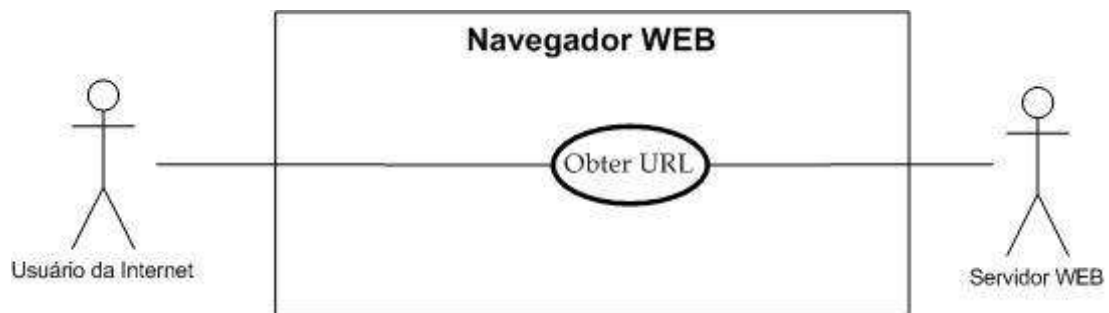 Navegador WEB
Obter URL
Usuário da Internet
Servidor WEB